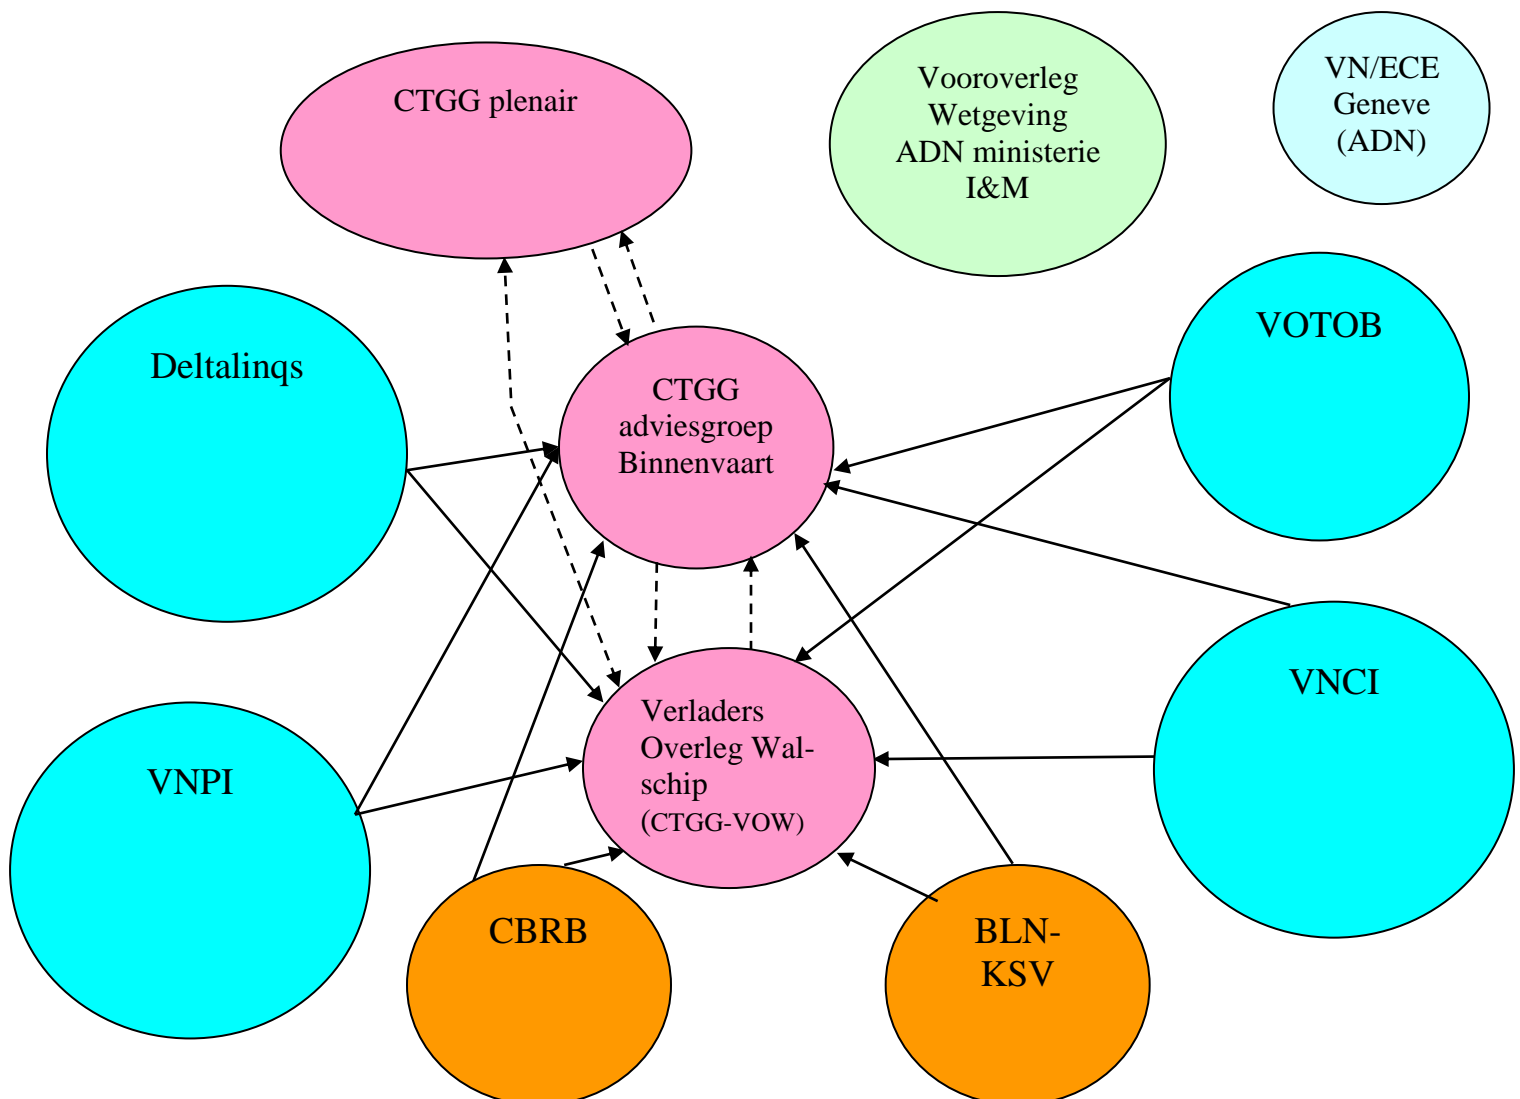 CTGG plenair
Vooroverleg
Wetgeving
ADN ministerie
I&M
VN/ECE
Geneve
(ADN)
Deltalinqs
CTGG
adviesgroep
Binnenvaart
VOTOB
VNPI
Verladers
Overleg Wal-
schip
(CTGG-VOW)
VNCI
CBRB
BLN-
KSV